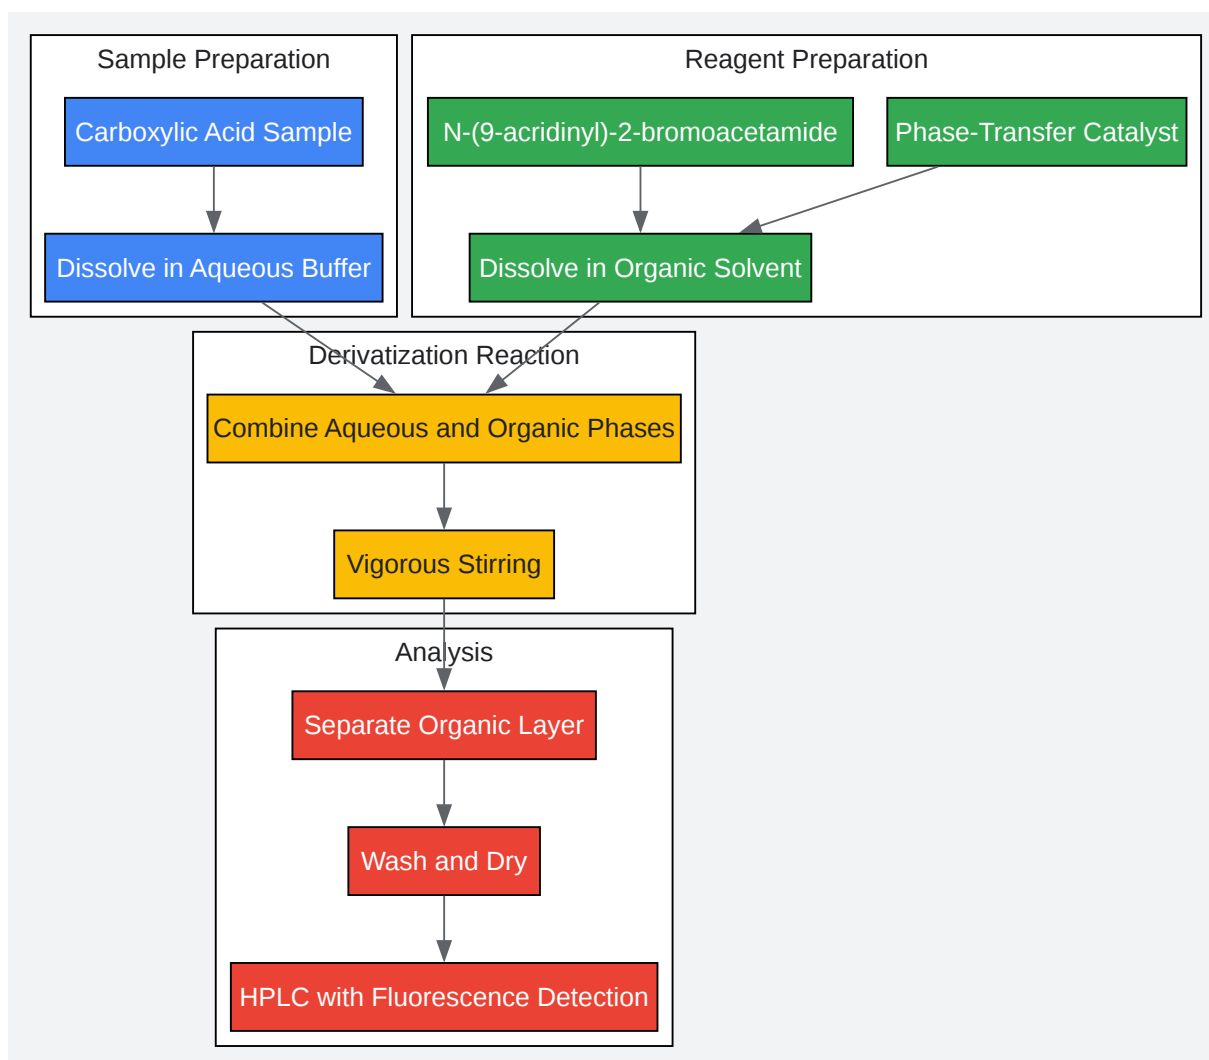 Sample Preparation
Carboxylic Acid Sample
Dissolve in Aqueous Buffer
Reagent Preparation
N-(9-acridinyl)-2-bromoacetamide
Phase-Transfer Catalyst
Dissolve in Organic Solvent
Derivatization Reaction
Combine Aqueous and Organic Phases
Vigorous Stirring
Analysis
Separate Organic Layer
Wash and Dry
HPLC with Fluorescence Detection